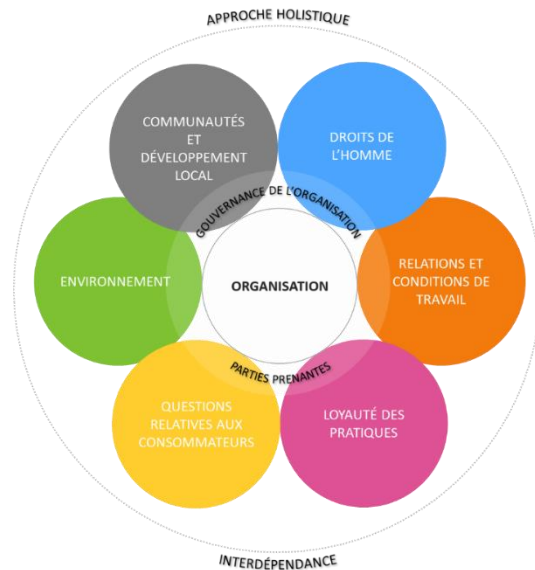 APPROCHE HOLISTIQUE
COMMUNAUTÉS
ET
DÉVELOPPEMENT
LOCAL
DROITS DE
L'HOMME
GOUVERNANCE DE L'ORGANISATION
ENVIRONNEMENT
ORGANISATION
RELATIONS ET
CONDITIONS DE
TRAVAIL
PARTIES PRENANTES
QUESTIONS
RELATIVES AUX
CONSOMMATEURS
LOYAUTÉ DES
PRATIQUES
INTERDÉPENDANCE